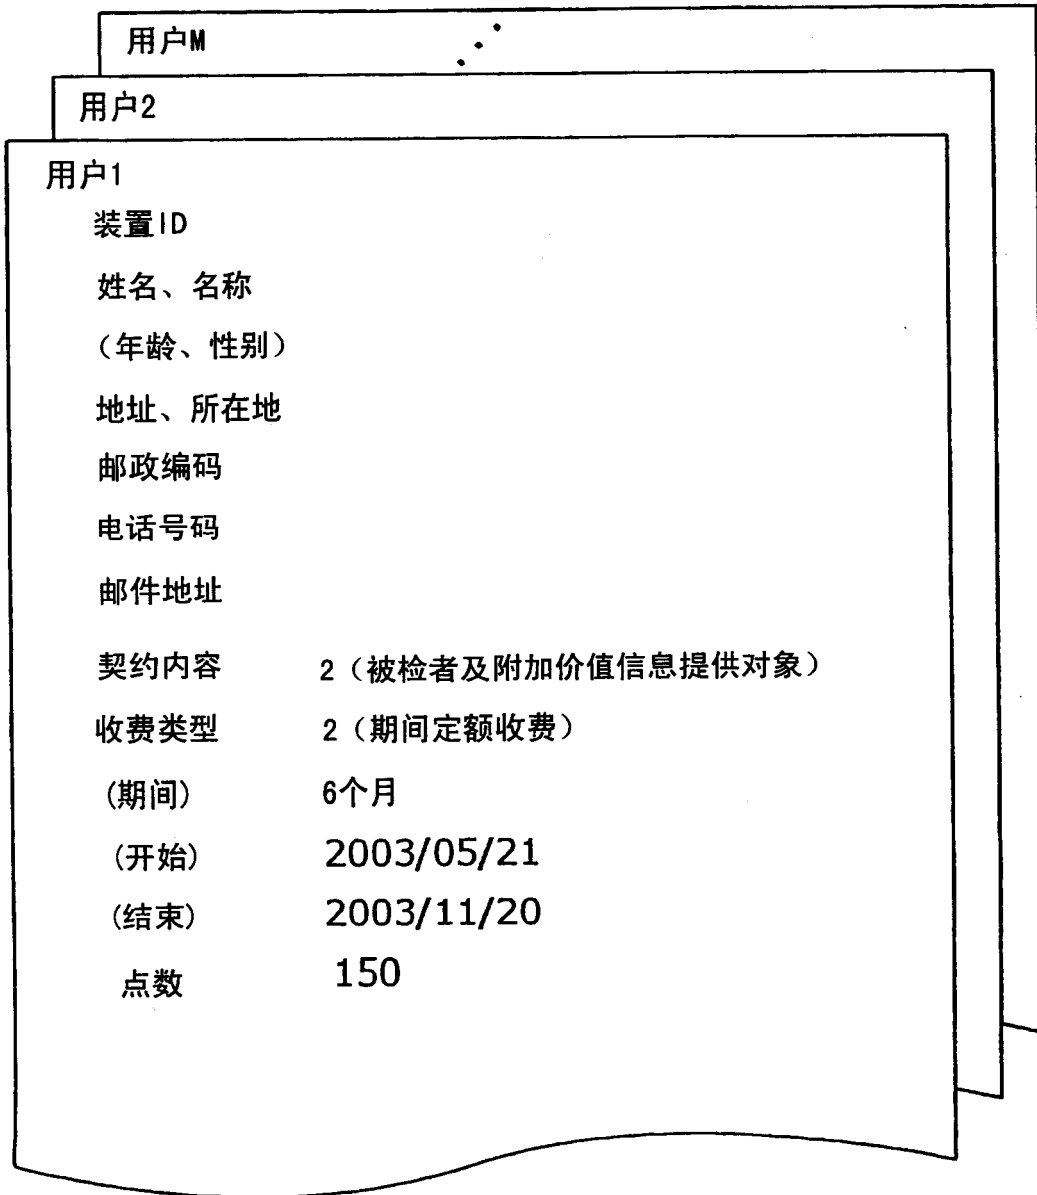 用户M
用户2
用户1
装置ID
姓名、名称
（年龄、性别）
地址、所在地
邮政编码
电话号码
邮件地址
契约内容 2（被检者及附加价值信息提供对象）
收费类型 2（期间定额收费）
(期间) 6个月
(开始) 2003/05/21
(结束) 2003/11/20
点数 150